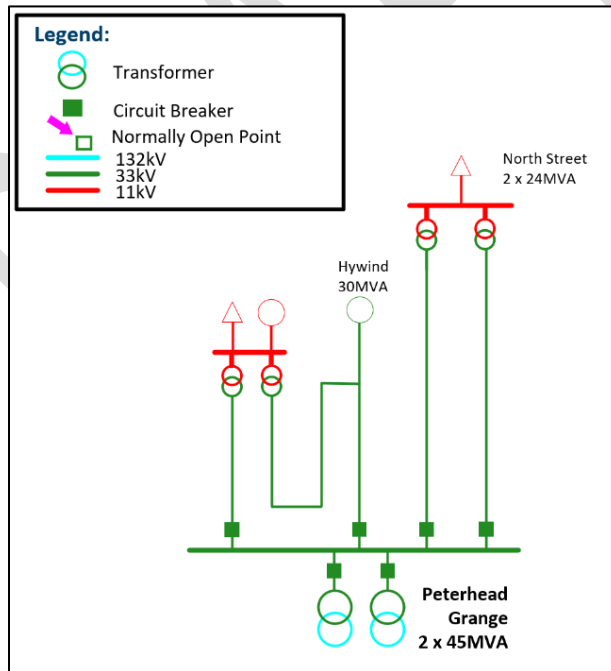 Legend:
Transformer
Circuit Breaker
Normally Open Point
132kV
33kV
11kV
North Street
2 x 24MVA
Hywind
30MVA
Peterhead
Grange
2 x 45MVA